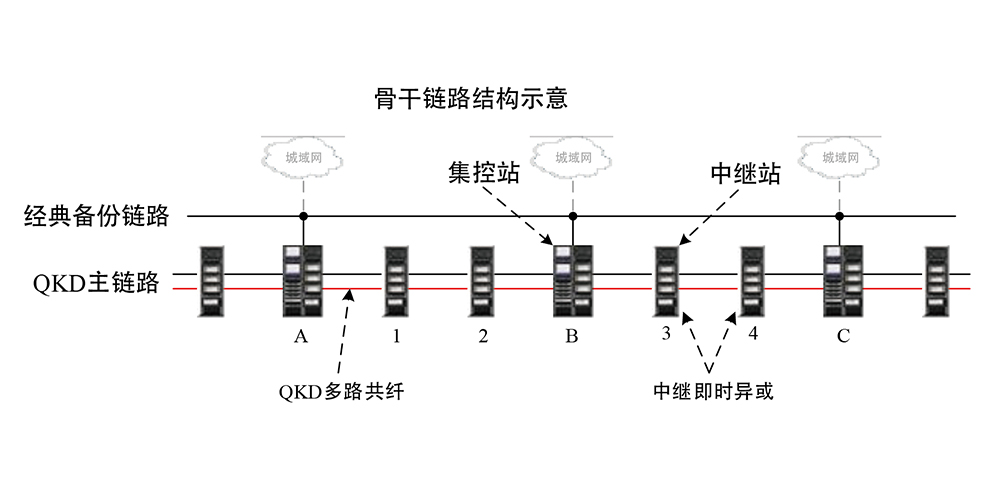 骨干链路结构示意
城域网 城域网 城域网
集控站 中继站
经典备份链路
QKD主链路
A 1 2 B 3 4 C
QKD多路共纤 中继即时异或